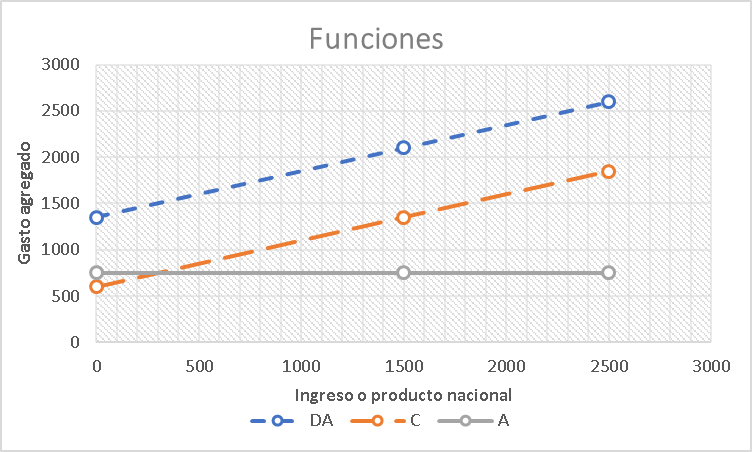 Funciones
3000
2500
2000
1500
1000
500
0
Gasto agregado
0 500 1000 1500 2000 2500 3000
Ingreso o producto nacional
DA C A